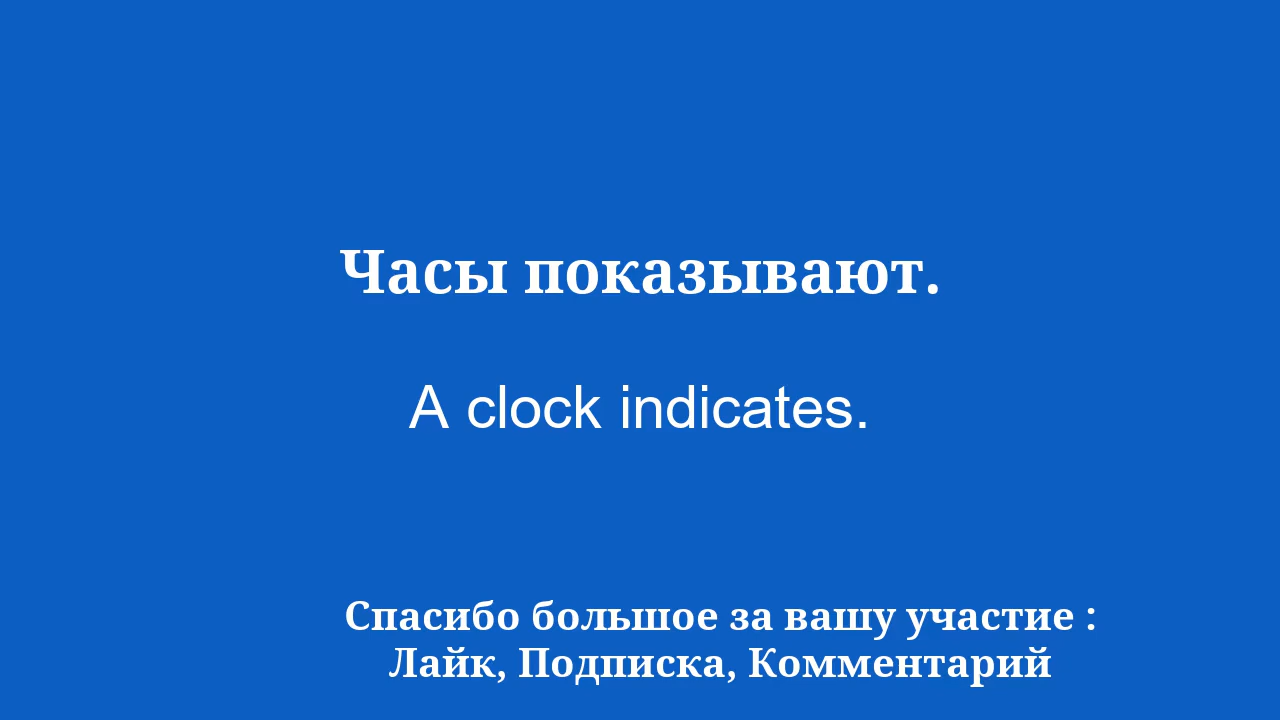 Часы показывают.
A clock indicates.
Спасибо большое за вашу участие :
Лайк, Подписка, Комментарий